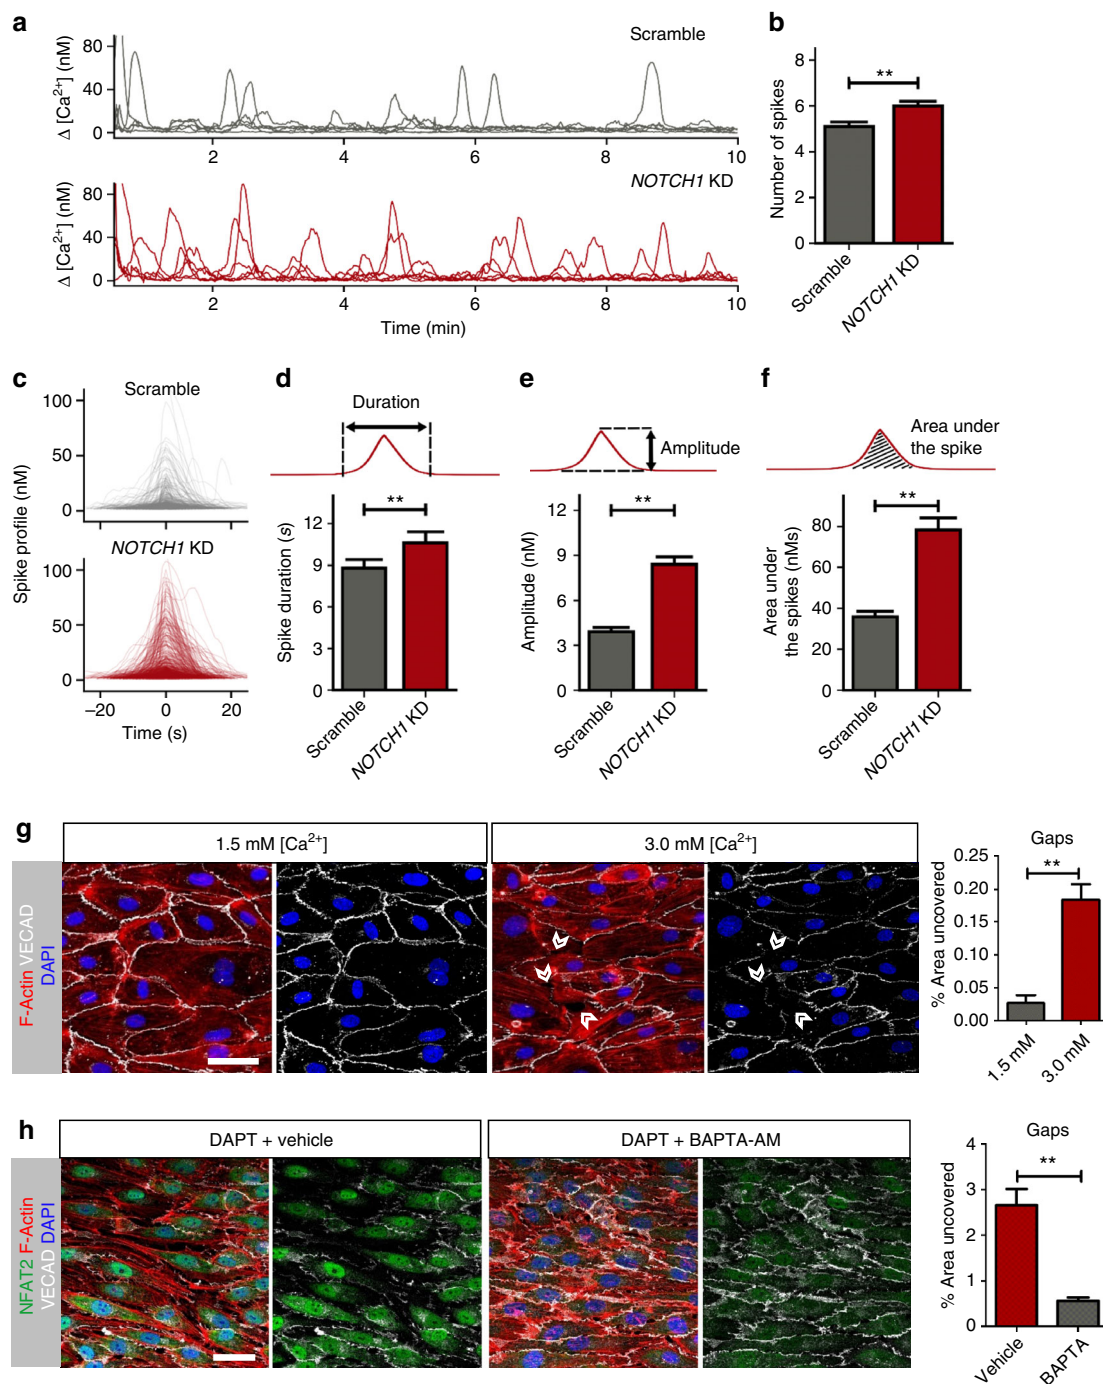 a
Scramble
Δ [Ca²⁺] (nM)
80
40
0
2
4
6
8
10
NOTCH1 KD
Δ [Ca²⁺] (nM)
80
40
0
2
4
6
8
10
Time (min)
b
**
Number of spikes
8
6
4
2
0
Scramble
NOTCH1 KD
c
Scramble
Spike profile (nM)
100
50
0
NOTCH1 KD
100
50
0
−20
0
20
Time (s)
d
Duration
**
Spike duration (s)
12
9
6
3
0
Scramble
NOTCH1 KD
e
Amplitude
**
Amplitude (nM)
12
9
6
3
0
Scramble
NOTCH1 KD
f
Area under
the spike
**
Area under
the spikes (nMs)
80
60
40
20
0
Scramble
NOTCH1 KD
g
F-Actin VECAD
DAPI
1.5 mM [Ca²⁺]
3.0 mM [Ca²⁺]
Gaps
**
% Area uncovered
0.25
0.20
0.15
0.10
0.05
0.00
1.5 mM
3.0 mM
h
NFAT2 F-Actin
VECAD DAPI
DAPT + vehicle
DAPT + BAPTA-AM
Gaps
**
% Area uncovered
4
3
2
1
0
Vehicle
BAPTA